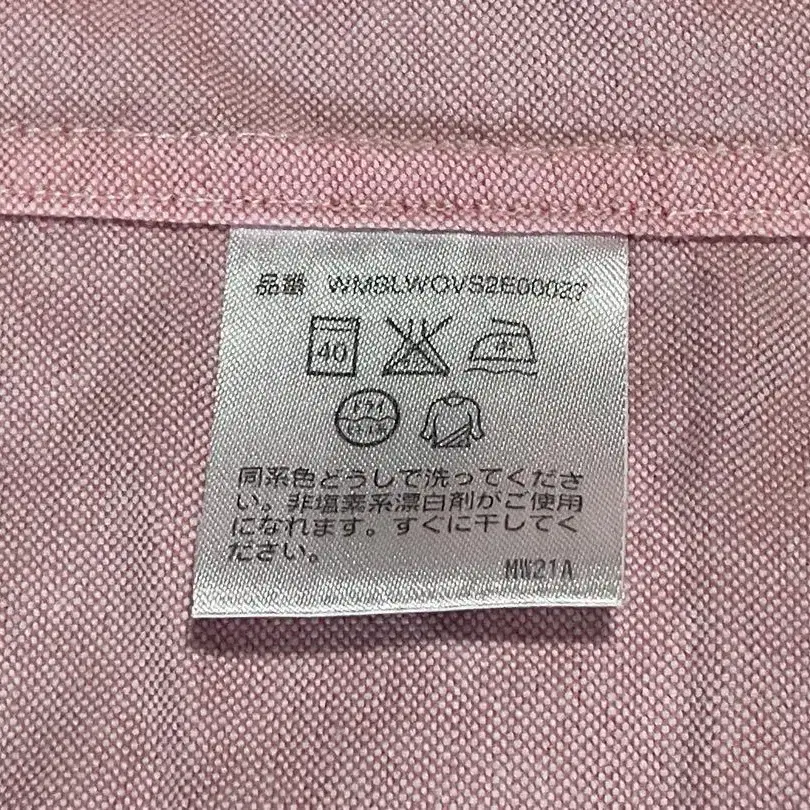 品番 WMSLWOVS2E00027
40
同系色どうしで洗ってくださ
い。非塩素系漂白剤がご使用
になれます。すぐに干してく
ださい。
MW21A